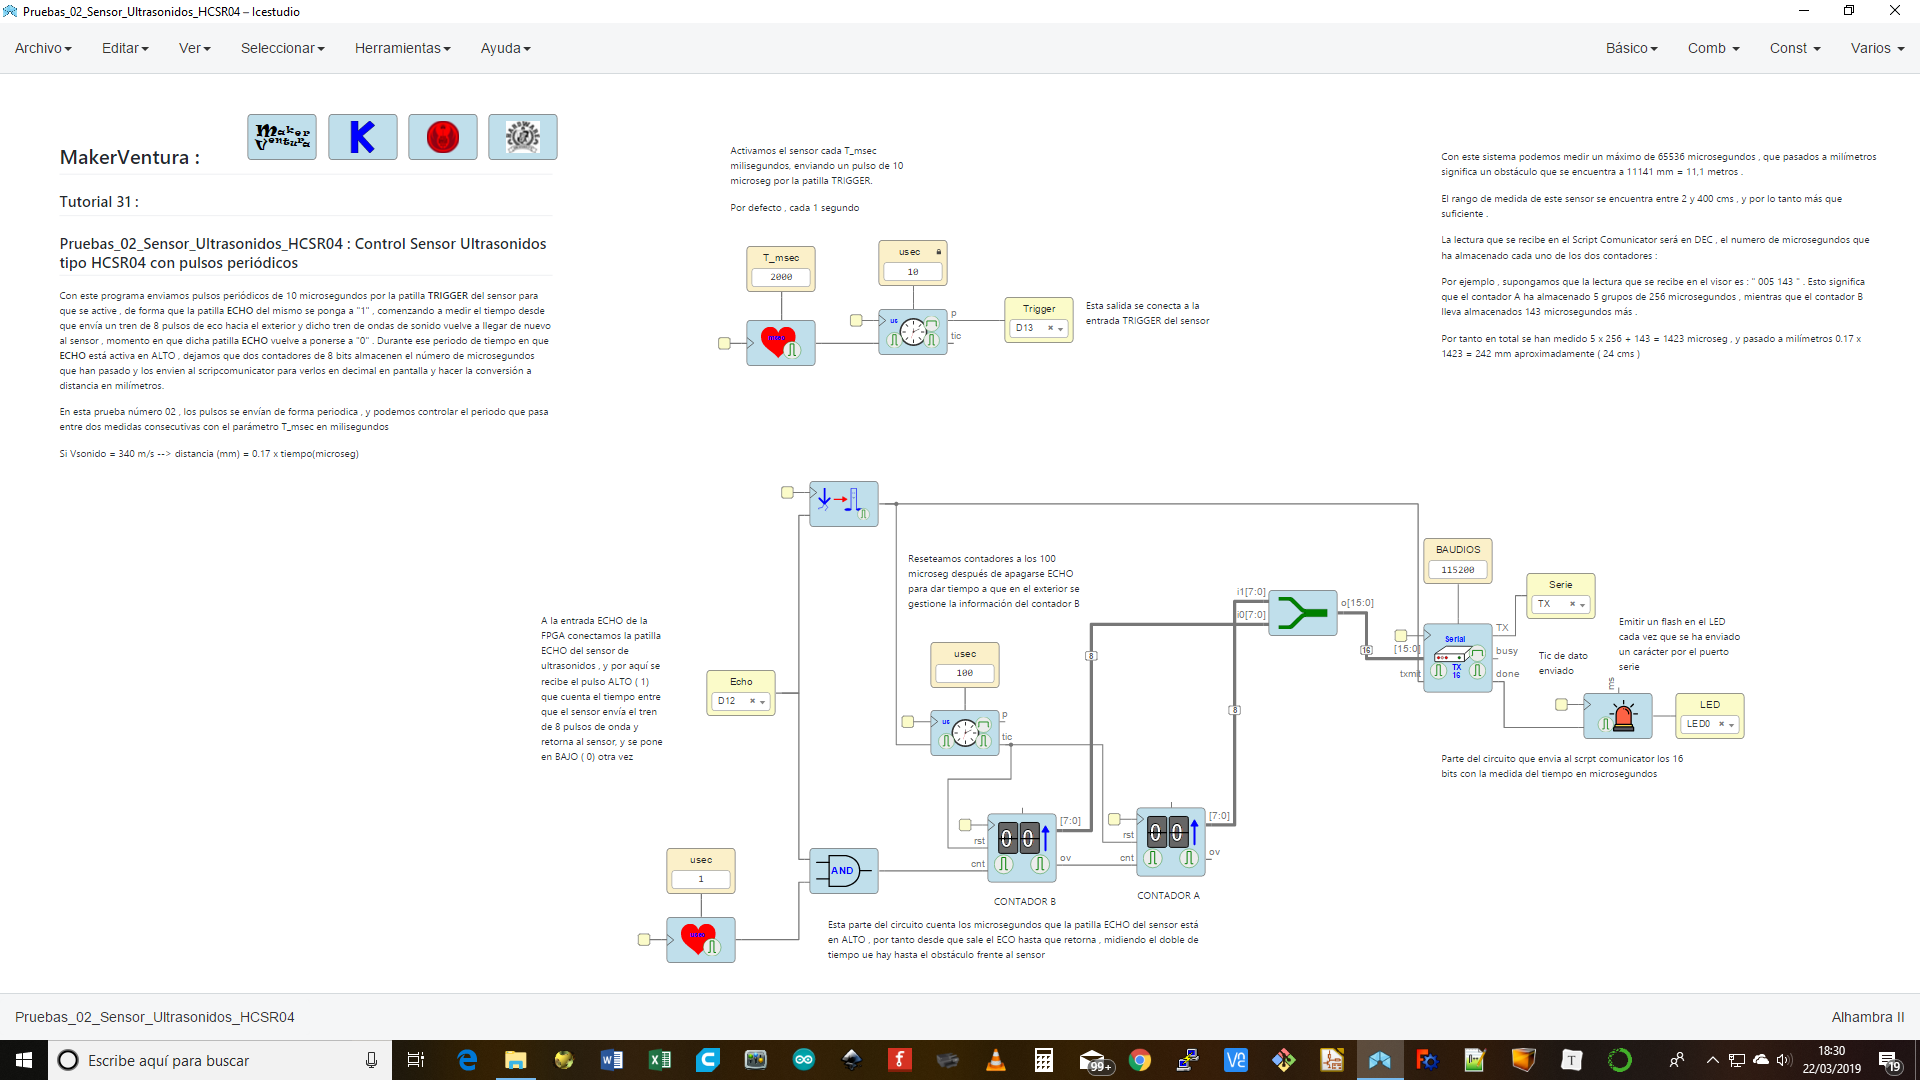 Pruebas_02_Sensor_Ultrasonidos_HCSR04 – Icestudio
Archivo
Editar
Ver
Seleccionar
Herramientas
Ayuda
Básico
Comb
Const
Varios
Maker Ventura
K
MakerVentura :
Tutorial 31 :
Pruebas_02_Sensor_Ultrasonidos_HCSR04 : Control Sensor Ultrasonidos
tipo HCSR04 con pulsos periódicos
Con este programa enviamos pulsos periódicos de 10 microsegundos por la patilla TRIGGER del sensor para
que se active , de forma que la patilla ECHO del mismo se ponga a "1" , comenzando a medir el tiempo desde
que envía un tren de 8 pulsos de eco hacia el exterior y dicho tren de ondas de sonido vuelve a llegar de nuevo
al sensor , momento en que dicha patilla ECHO vuelve a ponerse a "0" . Durante ese periodo de tiempo en que
ECHO está activa en ALTO , dejamos que dos contadores de 8 bits almacenen el número de microsegundos
que han pasado y los envien al scripcomunicator para verlos en decimal en pantalla y hacer la conversión a
distancia en milímetros.
En esta prueba número 02 , los pulsos se envían de forma periodica , y podemos controlar el periodo que pasa
entre dos medidas consecutivas con el parámetro T_msec en milisegundos
Si Vsonido = 340 m/s --> distancia (mm) = 0.17 x tiempo(microseg)
Activamos el sensor cada T_msec
milisegundos, enviando un pulso de 10
microseg por la patilla TRIGGER.
Por defecto , cada 1 segundo
T_msec
2000
usec
10
us
p
tic
Trigger
D13
Esta salida se conecta a la
entrada TRIGGER del sensor
Con este sistema podemos medir un máximo de 65536 microsegundos , que pasados a milímetros
significa un obstáculo que se encuentra a 11141 mm = 11,1 metros .
El rango de medida de este sensor se encuentra entre 2 y 400 cms , y por lo tanto más que
suficiente .
La lectura que se recibe en el Script Comunicator será en DEC , el numero de microsegundos que
ha almacenado cada uno de los dos contadores :
Por ejemplo , supongamos que la lectura que se recibe en el visor es : " 005 143 " . Esto significa
que el contador A ha almacenado 5 grupos de 256 microsegundos , mientras que el contador B
lleva almacenados 143 microsegundos más .
Por tanto en total se han medido 5 x 256 + 143 = 1423 microseg , y pasado a milímetros 0.17 x
1423 = 242 mm aproximadamente ( 24 cms )
Reseteamos contadores a los 100
microseg después de apagarse ECHO
para dar tiempo a que en el exterior se
gestione la información del contador B
usec
100
us
p
tic
A la entrada ECHO de la
FPGA conectamos la patilla
ECHO del sensor de
ultrasonidos , y por aquí se
recibe el pulso ALTO ( 1)
que cuenta el tiempo entre
que el sensor envía el tren
de 8 pulsos de onda y
retorna al sensor, y se pone
en BAJO ( 0) otra vez
Echo
D12
i1[7:0]
i0[7:0]
o[15:0]
8
8
16
BAUDIOS
115200
Serie
TX
[15:0]
txmit
Serial
TX
16
TX
busy
done
Tic de dato
enviado
Emitir un flash en el LED
cada vez que se ha enviado
un carácter por el puerto
serie
ms
LED
LED0
Parte del circuito que envia al scrpt comunicator los 16
bits con la medida del tiempo en microsegundos
usec
1
AND
rst
cnt
00
[7:0]
ov
CONTADOR B
rst
cnt
00
[7:0]
ov
CONTADOR A
Esta parte del circuito cuenta los microsegundos que la patilla ECHO del sensor está
en ALTO , por tanto desde que sale el ECO hasta que retorna , midiendo el doble de
tiempo ue hay hasta el obstáculo frente al sensor
Pruebas_02_Sensor_Ultrasonidos_HCSR04
Alhambra II
Escribe aquí para buscar
99+
18:30
22/03/2019
19